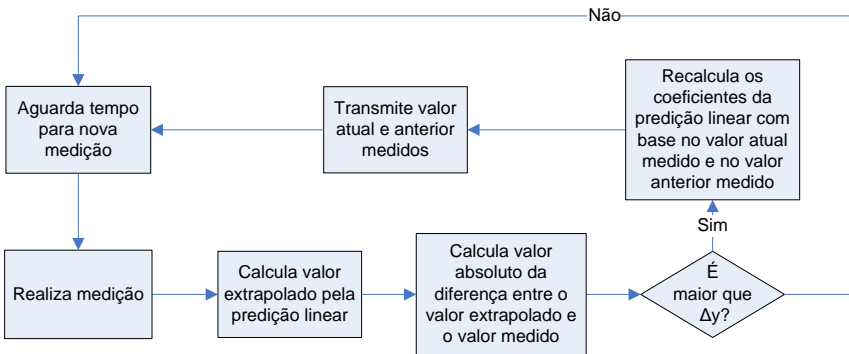 Não
Aguarda tempo
para nova
medição
Transmite valor
atual e anterior
medidos
Recalcula os
coeficientes da
predição linear com
base no valor atual
medido e no valor
anterior medido
Sim
Realiza medição
Calcula valor
extrapolado pela
predição linear
Calcula valor
absoluto da
diferença entre o
valor extrapolado e
o valor medido
É
maior que
Δy?